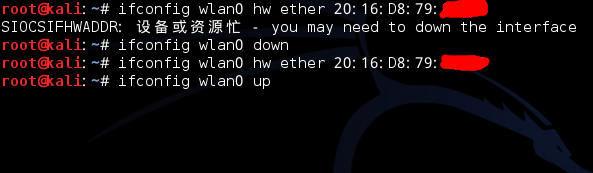 root@kali:~# ifconfig wlan0 hw ether 20:16:D8:79:
SIOCSIFHWADDR: 设备或资源忙 - you may need to down the interface
root@kali:~# ifconfig wlan0 down
root@kali:~# ifconfig wlan0 hw ether 20:16:D8:79:
root@kali:~# ifconfig wlan0 up